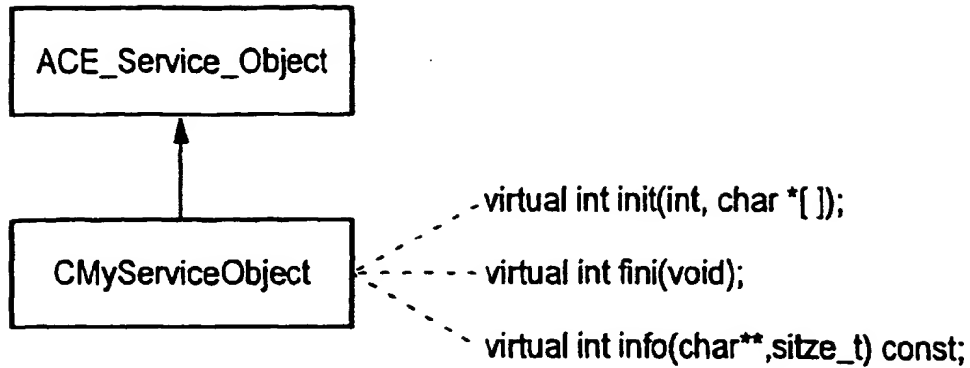 ACE_Service_Object
virtual int init(int, char *[ ]);
CMyServiceObject
virtual int fini(void);
virtual int info(char**,sitze_t) const;